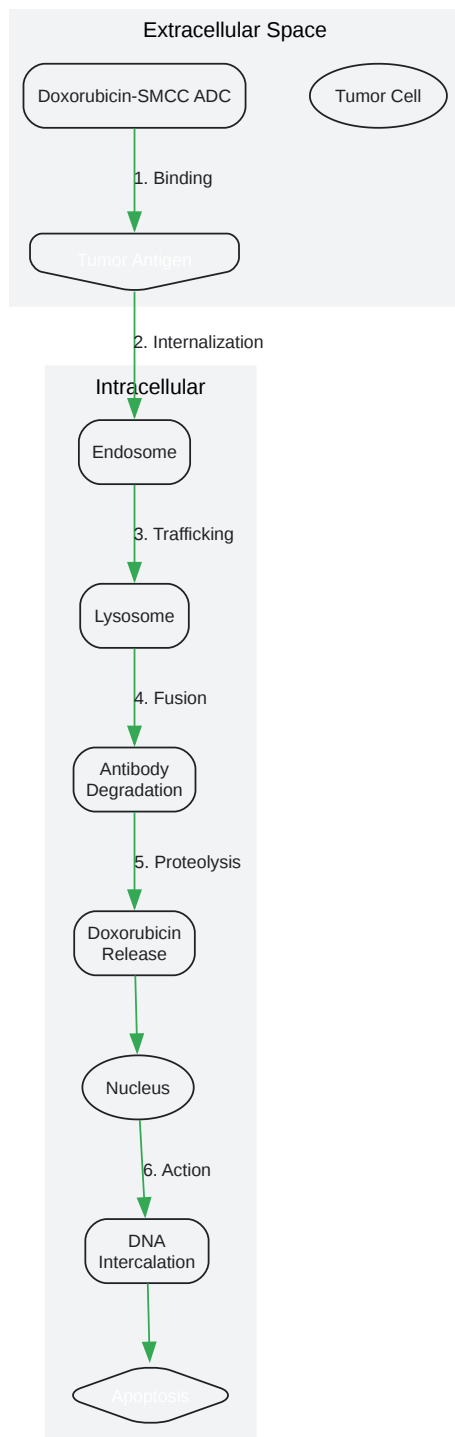 Extracellular Space
Doxorubicin-SMCC ADC
Tumor Cell
1. Binding
Tumor Antigen
2. Internalization
Intracellular
Endosome
3. Trafficking
Lysosome
4. Fusion
Antibody
Degradation
5. Proteolysis
Doxorubicin
Release
Nucleus
6. Action
DNA
Intercalation
Apoptosis